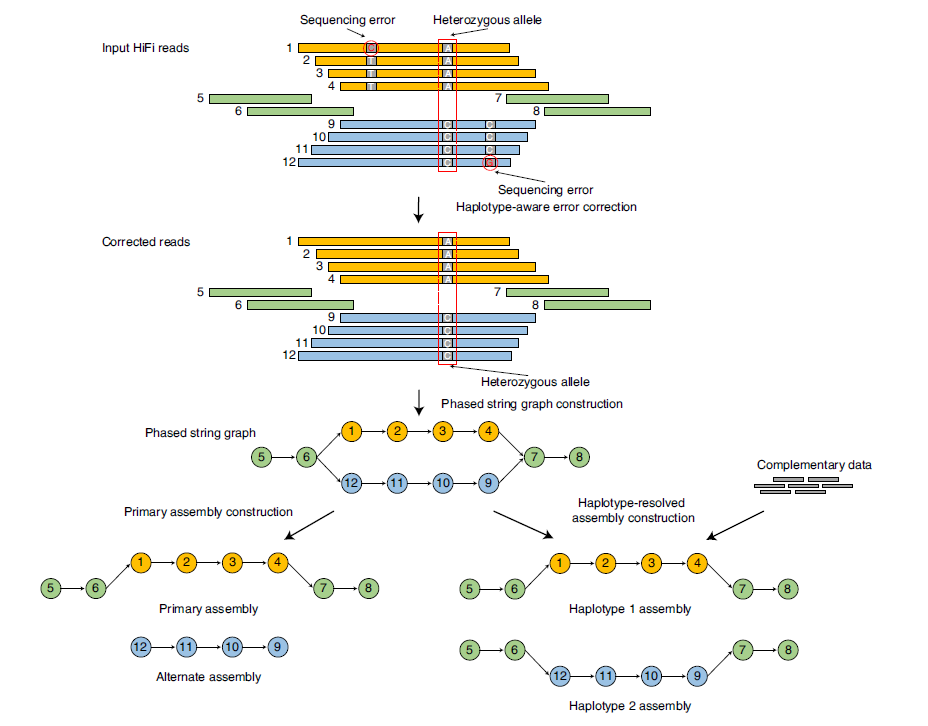 Sequencing error
Heterozygous allele
Input HiFi reads
1
C A
2
T A
3
T A
4
T A
5
7
6
8
9
C C
10
C C
11
C C
12
C G
Sequencing error
Haplotype-aware error correction
Corrected reads
1
A
2
A
3
A
4
A
5
7
6
8
9
C
10
C
11
C
12
C
Heterozygous allele
Phased string graph construction
Phased string graph
1 2 3 4
5 6 7 8
12 11 10 9
Complementary data
Primary assembly construction
Haplotype-resolved
assembly construction
1 2 3 4
5 6 7 8
Primary assembly
12 11 10 9
Alternate assembly
1 2 3 4
5 6 7 8
Haplotype 1 assembly
5 6 7 8
12 11 10 9
Haplotype 2 assembly